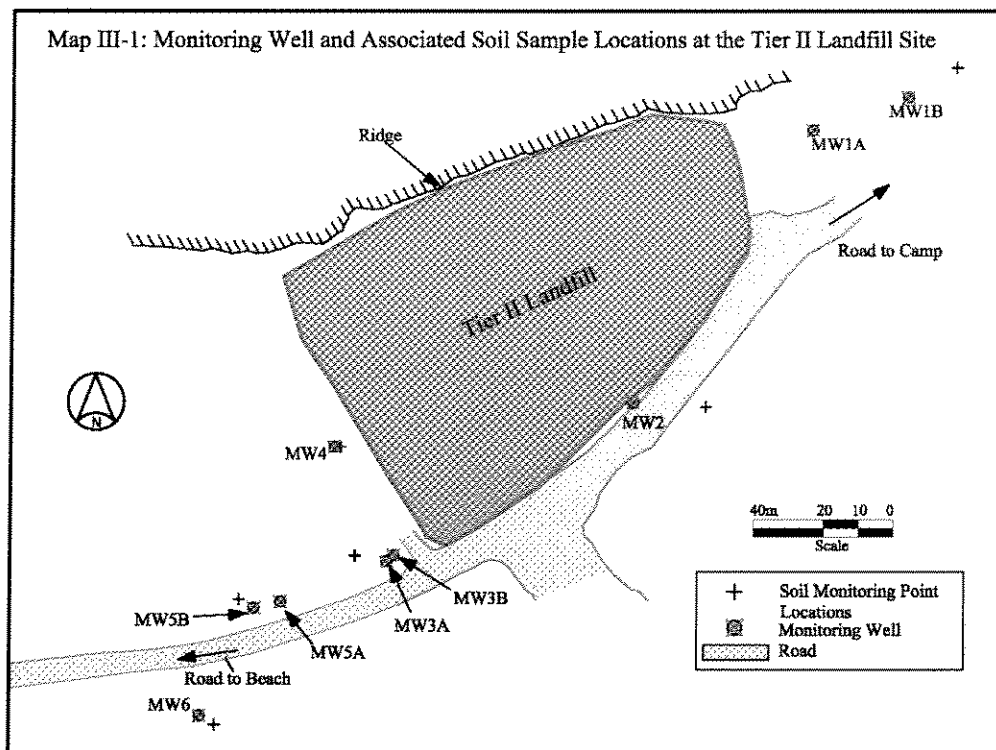 Map III-1: Monitoring Well and Associated Soil Sample Locations at the Tier II Landfill Site
MW1B
MW1A
Ridge
Road to Camp
Tier II Landfill
N
MW2
MW4
40m 20 10 0
Scale
MW3B
MW3A
MW5B
MW5A
Road to Beach
MW6
Soil Monitoring Point
Locations
Monitoring Well
Road